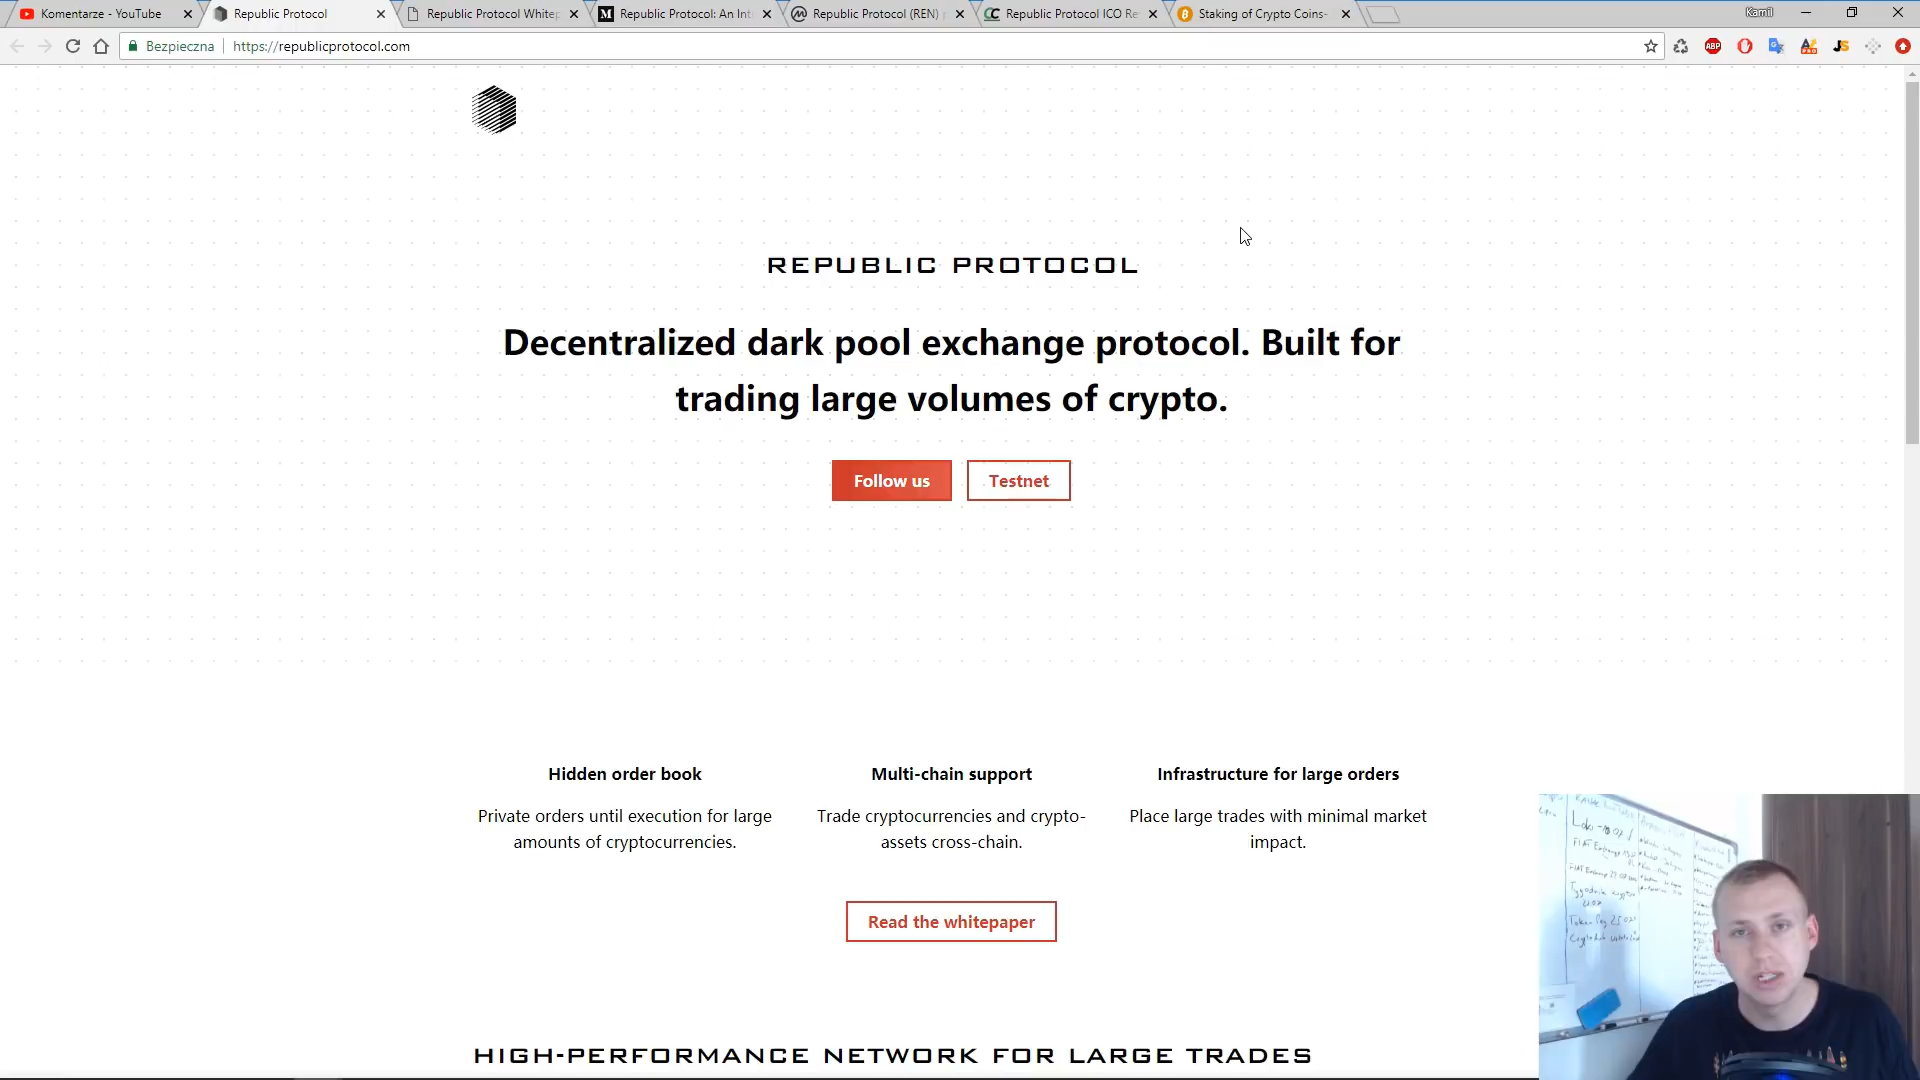 Komentarze - YouTube
Republic Protocol
Republic Protocol Whitep
Republic Protocol: An Int
Republic Protocol (REN)
Republic Protocol ICO Re
Staking of Crypto Coins-
Kamil
Bezpieczna
https://republicprotocol.com
ABP
JS
REPUBLIC PROTOCOL
Decentralized dark pool exchange protocol. Built for
trading large volumes of crypto.
Follow us
Testnet
Hidden order book
Private orders until execution for large
amounts of cryptocurrencies.
Multi-chain support
Trade cryptocurrencies and crypto-
assets cross-chain.
Infrastructure for large orders
Place large trades with minimal market
impact.
Read the whitepaper
HIGH-PERFORMANCE NETWORK FOR LARGE TRADES